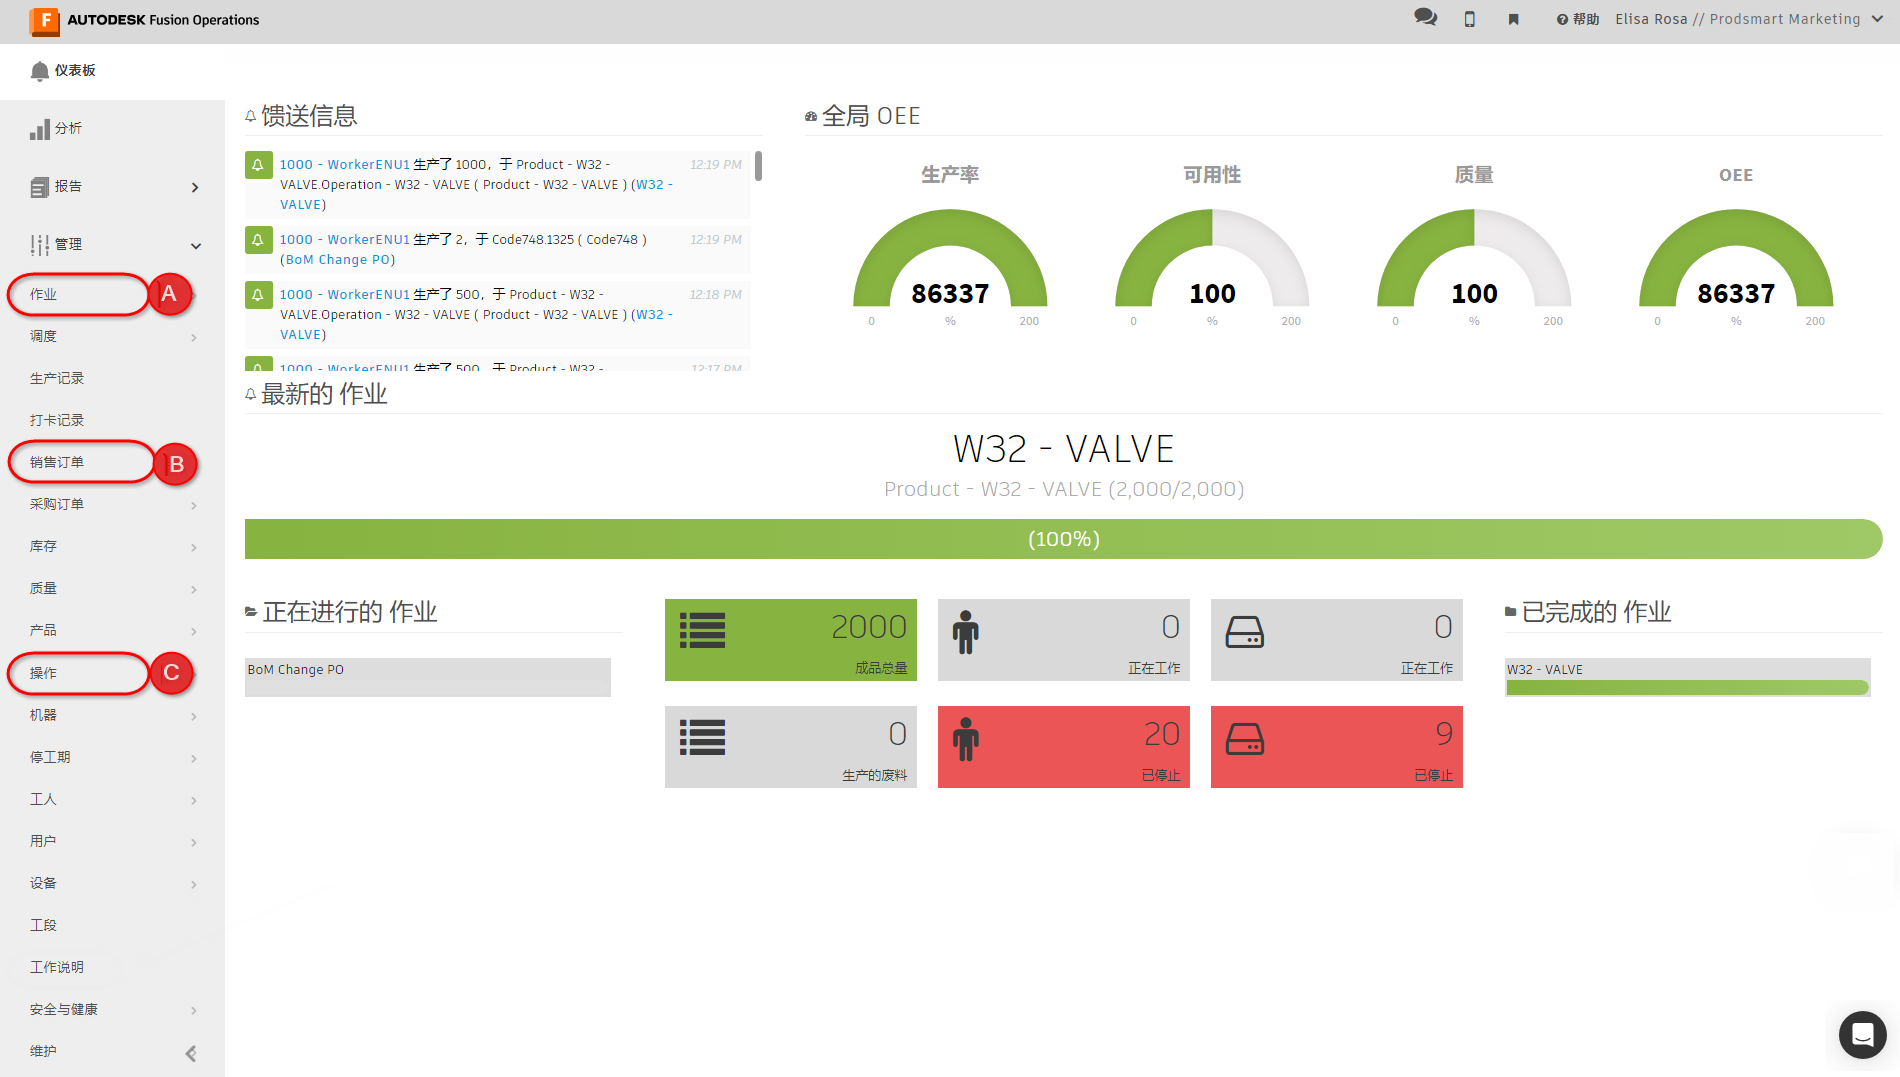 F AUTODESK Fusion Operations
帮助 Elisa Rosa // Prodsmart Marketing
仪表板
分析
报告
管理
作业 A
调度
生产记录
打卡记录
销售订单 B
采购订单
库存
质量
产品
操作 C
机器
停工期
工人
用户
设备
工段
工作说明
安全与健康
维护
馈送信息
1000 - WorkerENU1 生产了 1000，于 Product - W32 - 12:19 PM
VALVE.Operation - W32 - VALVE ( Product - W32 - VALVE ) (W32 -
VALVE)
1000 - WorkerENU1 生产了 2，于 Code748.1325 ( Code748 ) 12:19 PM
(BoM Change PO)
1000 - WorkerENU1 生产了 500，于 Product - W32 - 12:18 PM
VALVE.Operation - W32 - VALVE ( Product - W32 - VALVE ) (W32 -
VALVE)
1000 - WorkerENU1 生产了 500，于 Product - W32 - 12:17 PM
全局 OEE
生产率 可用性 质量 OEE
86337 100 100 86337
0 % 200 0 % 200 0 % 200 0 % 200
最新的 作业
W32 - VALVE
Product - W32 - VALVE (2,000/2,000)
(100%)
正在进行的 作业
BoM Change PO
2000
成品总量
0
正在工作
0
正在工作
0
生产的废料
20
已停止
9
已停止
已完成的 作业
W32 - VALVE